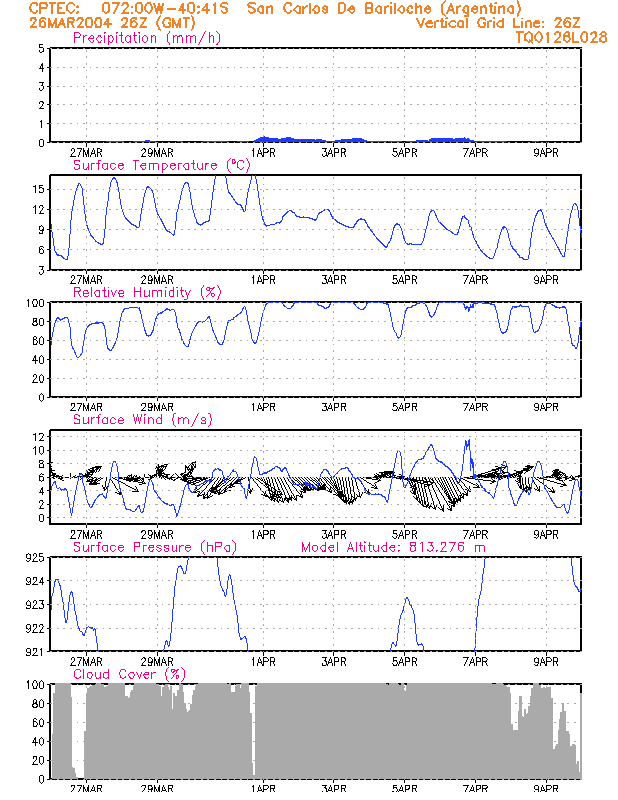 CPTEC: 072:00W-40:41S San Carlos De Bariloche (Argentina)
26MAR2004 26Z (GMT) Vertical Grid Line: 26Z
TQ0126L028
Precipitation (mm/h)
5
4
3
2
1
0
27MAR 29MAR 1APR 3APR 5APR 7APR 9APR
Surface Temperature (ºC)
15
12
9
6
3
27MAR 29MAR 1APR 3APR 5APR 7APR 9APR
Relative Humidity (%)
100
80
60
40
20
0
27MAR 29MAR 1APR 3APR 5APR 7APR 9APR
Surface Wind (m/s)
12
10
8
6
4
2
0
27MAR 29MAR 1APR 3APR 5APR 7APR 9APR
Surface Pressure (hPa) Model Altitude: 813.276 m
925
924
923
922
921
27MAR 29MAR 1APR 3APR 5APR 7APR 9APR
Cloud Cover (%)
100
80
60
40
20
0
27MAR 29MAR 1APR 3APR 5APR 7APR 9APR